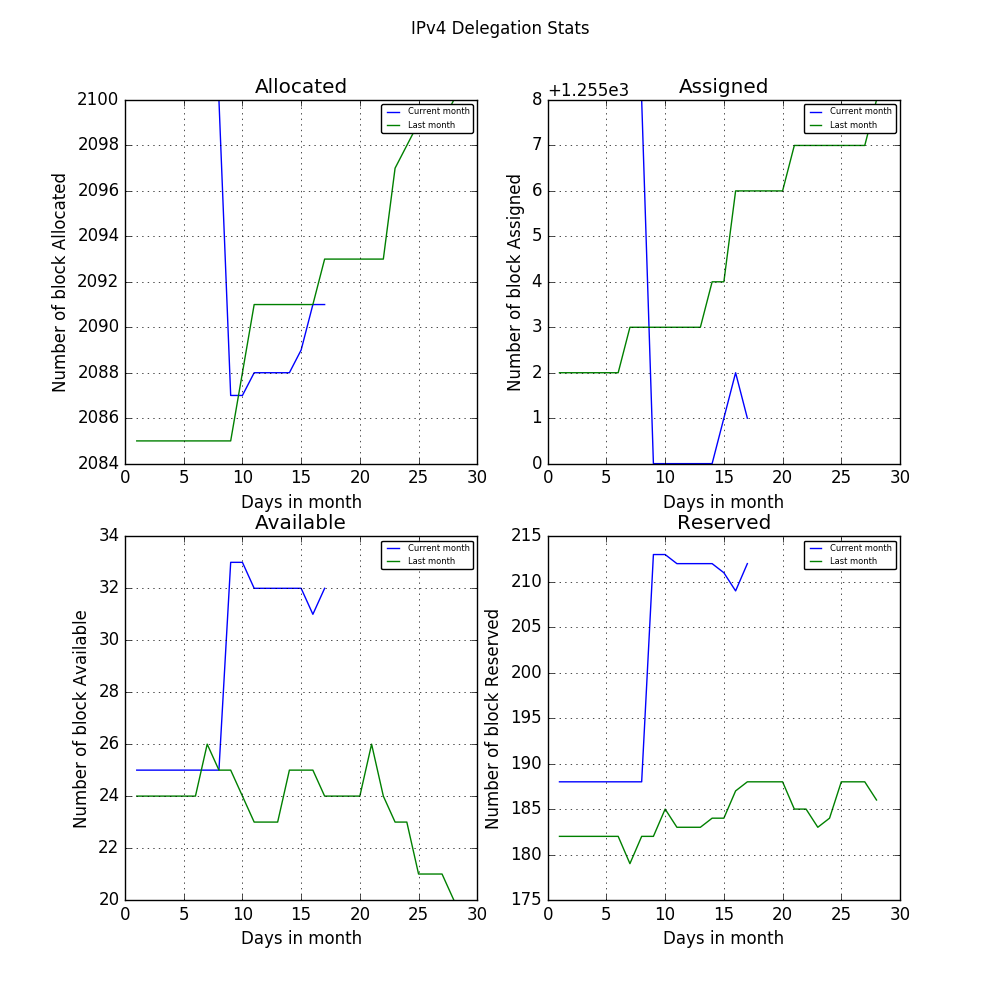 IPv4 Delegation Stats
Allocated
Number of block Allocated
2100
2098
2096
2094
2092
2090
2088
2086
2084
0 5 10 15 20 25 30
Days in month
Current month
Last month
Assigned
+1.255e3
Number of block Assigned
8
7
6
5
4
3
2
1
0
0 5 10 15 20 25 30
Days in month
Current month
Last month
Available
Number of block Available
34
32
30
28
26
24
22
20
0 5 10 15 20 25 30
Days in month
Current month
Last month
Reserved
Number of block Reserved
215
210
205
200
195
190
185
180
175
0 5 10 15 20 25 30
Days in month
Current month
Last month